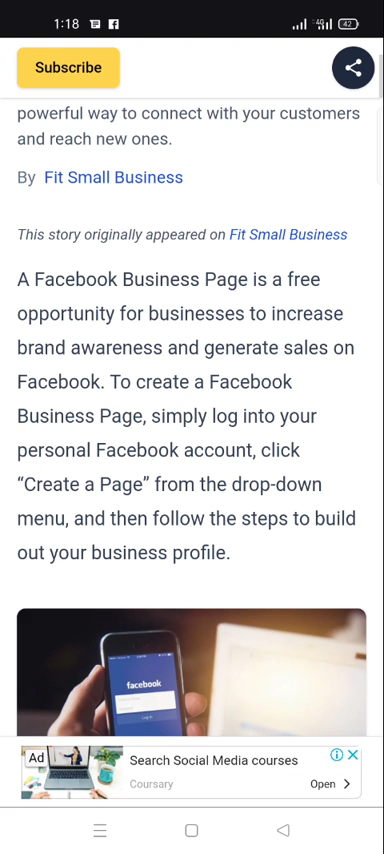 1:18
4G
42
Subscribe
powerful way to connect with your customers
and reach new ones.
By Fit Small Business
This story originally appeared on Fit Small Business
A Facebook Business Page is a free
opportunity for businesses to increase
brand awareness and generate sales on
Facebook. To create a Facebook
Business Page, simply log into your
personal Facebook account, click
“Create a Page” from the drop-down
menu, and then follow the steps to build
out your business profile.
facebook
Log In
Ad
Search Social Media courses
Coursary
Open